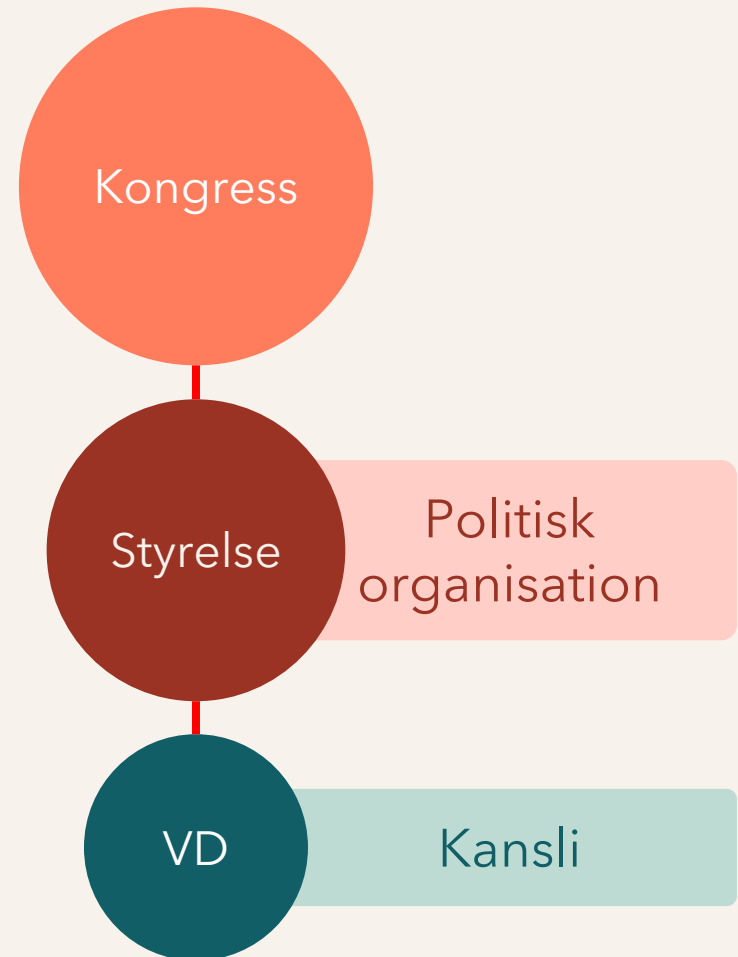 Kongress
Styrelse
Politisk
organisation
VD
Kansli